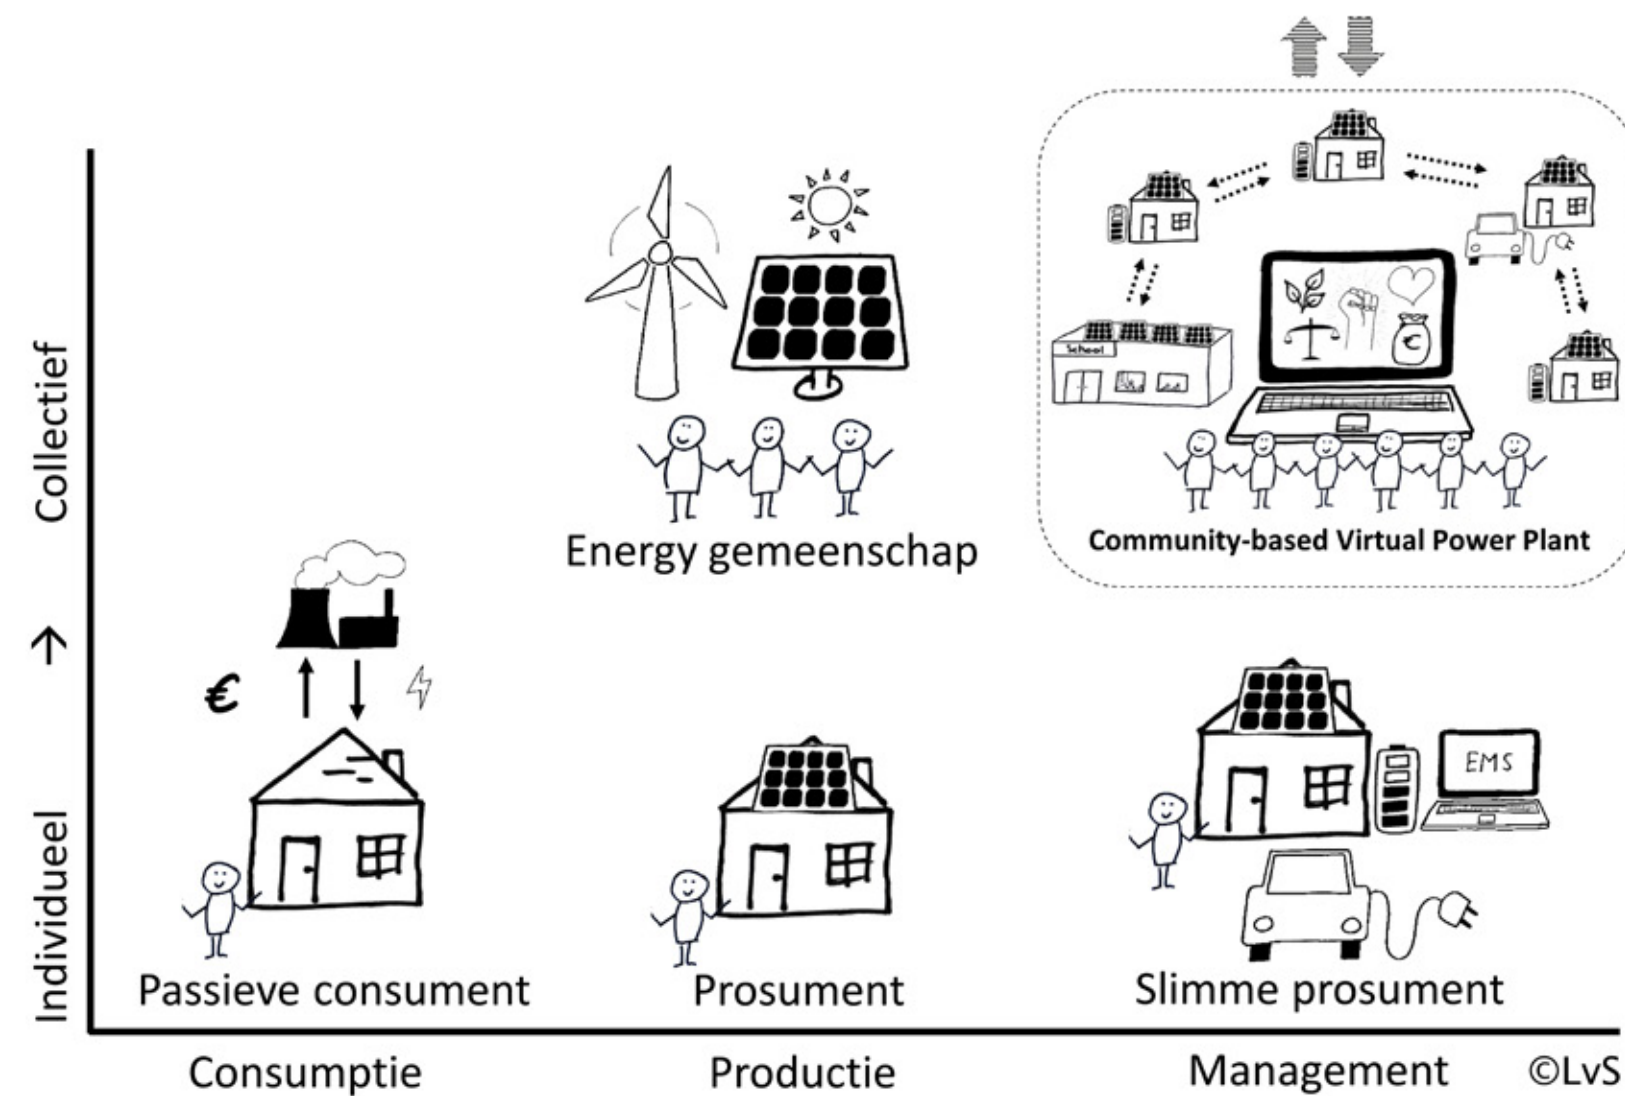 Collectief
→
Individueel
School
€
Community-based Virtual Power Plant
Energy gemeenschap
€
EMS
Passieve consument
Prosument
Slimme prosument
Consumptie
Productie
Management
©LvS